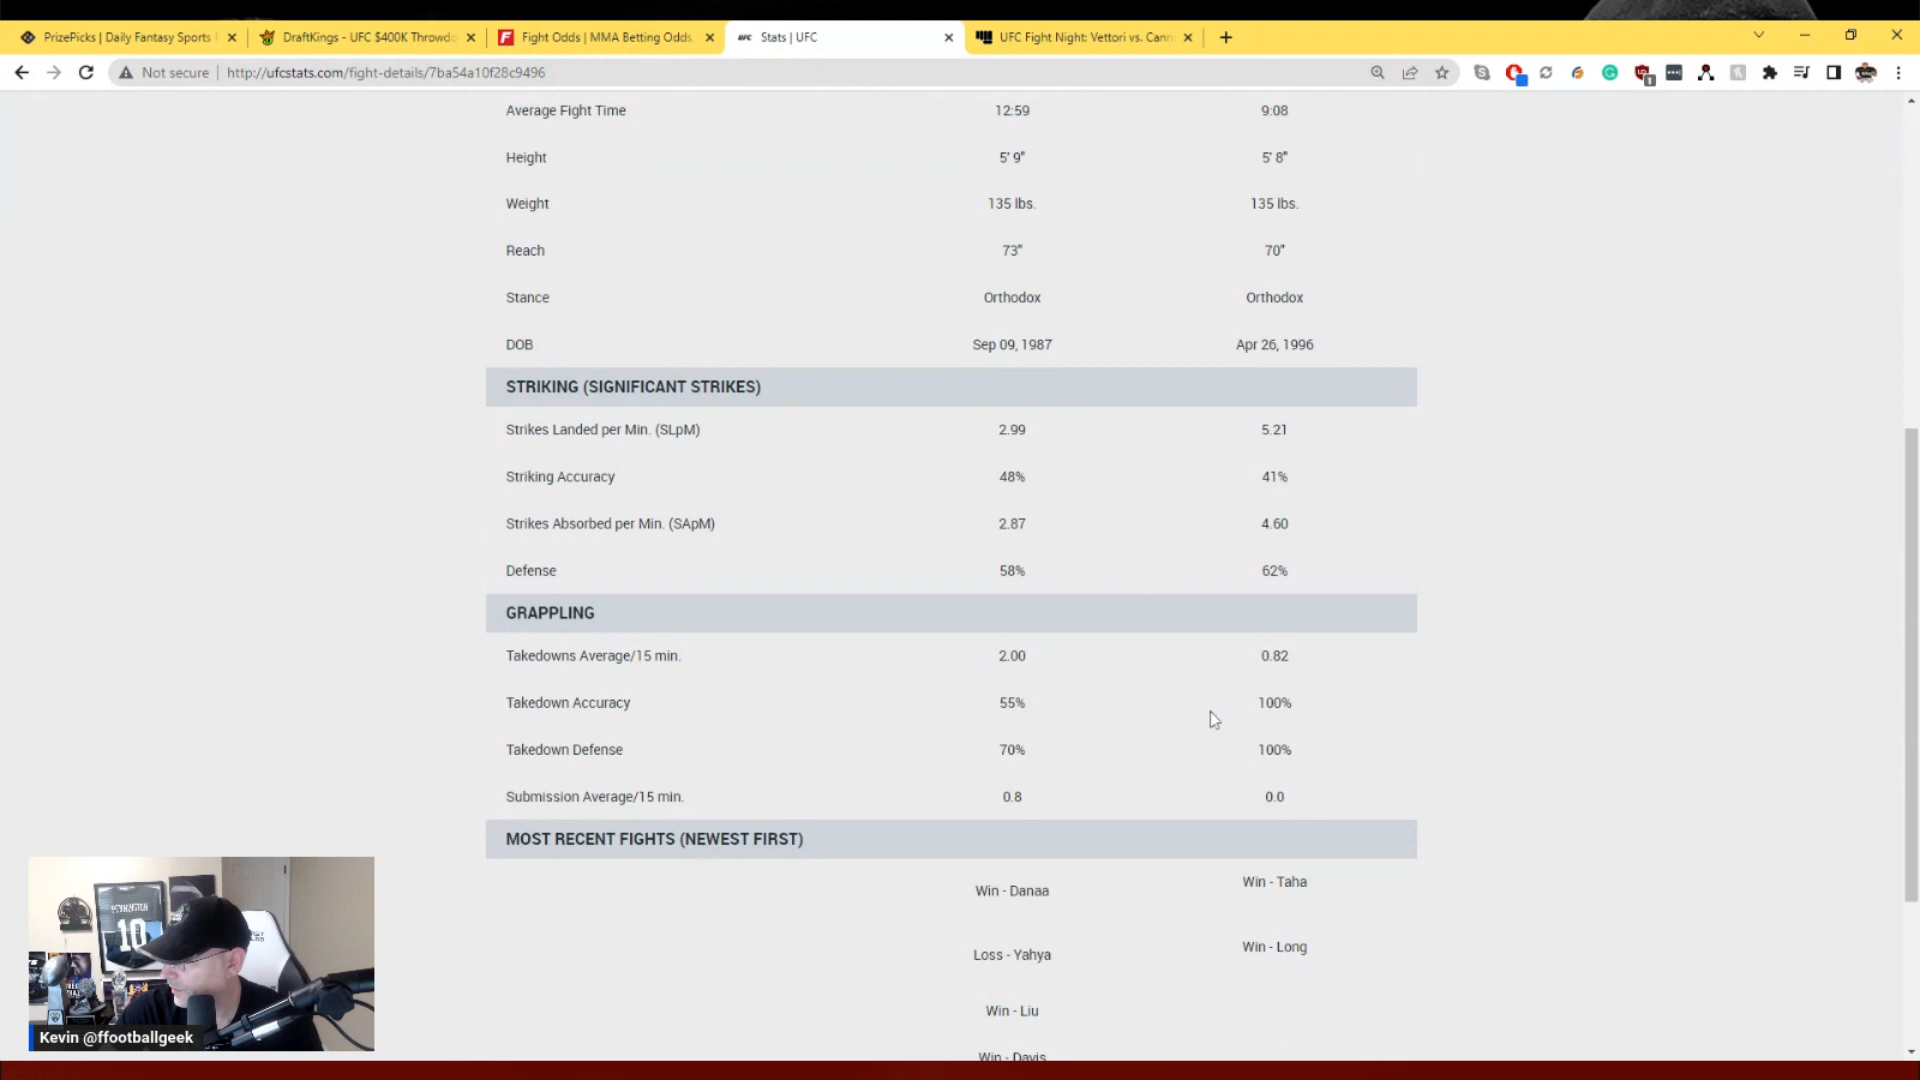 PrizePicks | Daily Fantasy Sports
DraftKings - UFC $400K Throwdo
Fight Odds | MMA Betting Odds,
UFC Stats | UFC
UFC Fight Night: Vettori vs. Cann
Not secure | http://ufcstats.com/fight-details/7ba54a10f28c9496
Average Fight Time 12:59 9:08
Height 5' 9" 5' 8"
Weight 135 lbs. 135 lbs.
Reach 73" 70"
Stance Orthodox Orthodox
DOB Sep 09, 1987 Apr 26, 1996
STRIKING (SIGNIFICANT STRIKES)
Strikes Landed per Min. (SLpM) 2.99 5.21
Striking Accuracy 48% 41%
Strikes Absorbed per Min. (SApM) 2.87 4.60
Defense 58% 62%
GRAPPLING
Takedowns Average/15 min. 2.00 0.82
Takedown Accuracy 55% 100%
Takedown Defense 70% 100%
Submission Average/15 min. 0.8 0.0
MOST RECENT FIGHTS (NEWEST FIRST)
Win - Danaa Win - Taha
Loss - Yahya Win - Long
Win - Liu
Win - Davis
10
Kevin @ffootballgeek